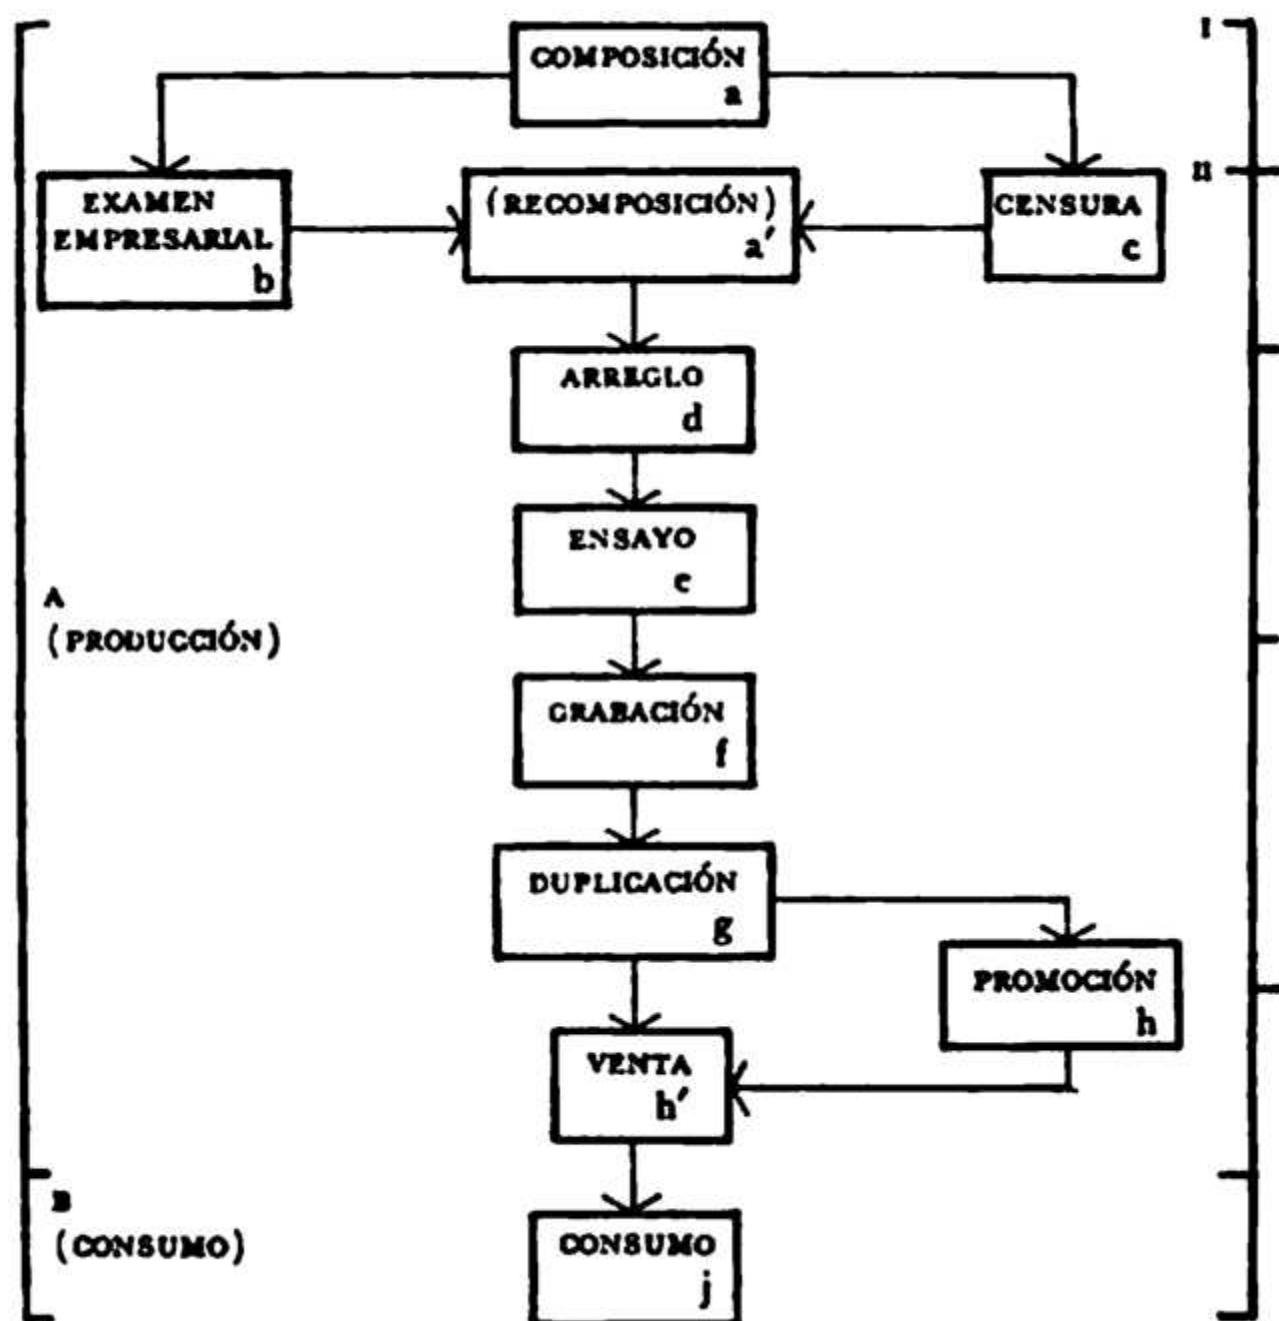 COMPOSICIÓN
a
I
II
EXAMEN
EMPRESARIAL
b
(RECOMPOSICIÓN)
a′
CENSURA
c
ARREGLO
d
ENSAYO
e
A
(PRODUCCIÓN)
GRABACIÓN
f
DUPLICACIÓN
g
PROMOCIÓN
h
VENTA
h′
B
(CONSUMO)
CONSUMO
j